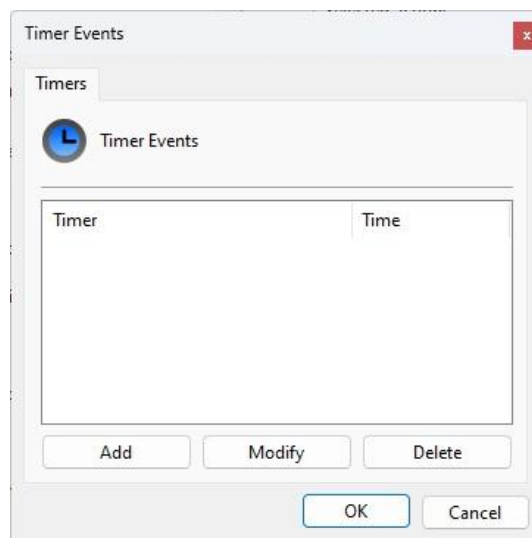 Timer Events
x
Timers
Timer Events
Timer Time
Add Modify Delete
OK Cancel